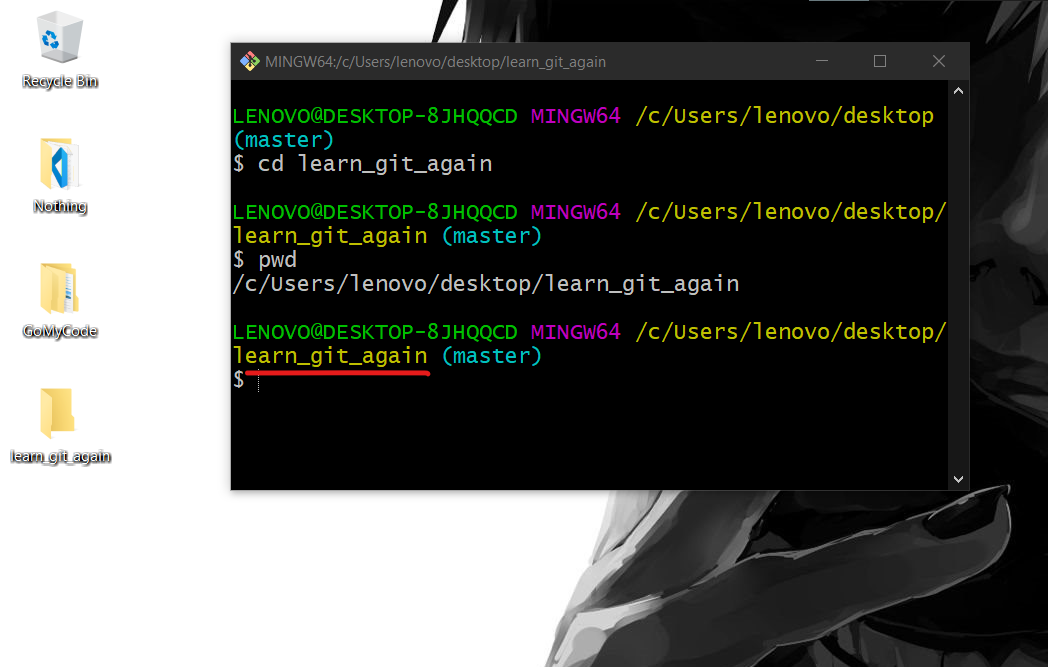 Recycle Bin
Nothing
GoMyCode
learn_git_again
MINGW64:/c/Users/lenovo/desktop/learn_git_again
LENOVO@DESKTOP-8JHQQCD MINGW64 /c/Users/lenovo/desktop
(master)
$ cd learn_git_again
LENOVO@DESKTOP-8JHQQCD MINGW64 /c/Users/lenovo/desktop/
learn_git_again (master)
$ pwd
/c/Users/lenovo/desktop/learn_git_again
LENOVO@DESKTOP-8JHQQCD MINGW64 /c/Users/lenovo/desktop/
learn_git_again (master)
$